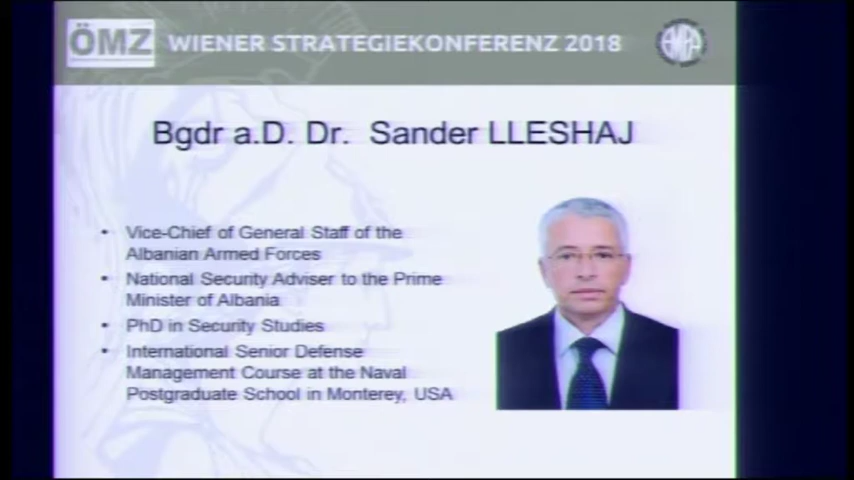 ÖMZ
WIENER STRATEGIEKONFERENZ 2018
Bgdr a.D. Dr. Sander LLESHAJ
• Vice-Chief of General Staff of the
Albanian Armed Forces
• National Security Adviser to the Prime
Minister of Albania
• PhD in Security Studies
• International Senior Defense
Management Course at the Naval
Postgraduate School in Monterey, USA